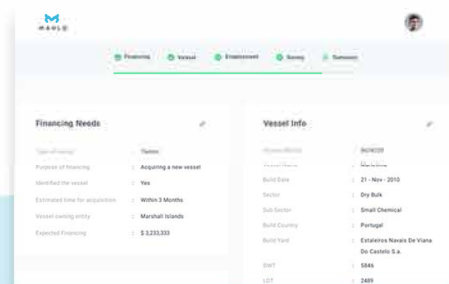 MAVLO
Financing Vessel Employment Survey Summary
Financing Needs
Vessel Info
Purpose of financing : Acquiring a new vessel
Identified the vessel : Yes
Estimated time for acquisition : Within 3 Months
Vessel owning entity : Marshall Islands
Expected Financing : $ 3,233,333
Build Date : 21 - Nov - 2010
Sector : Dry Bulk
Sub Sector : Small Chemical
Build Country : Portugal
Build Yard : Estaleiros Navais De Viana
Do Castelo S.a.
DWT : 5846
LDT : 2489